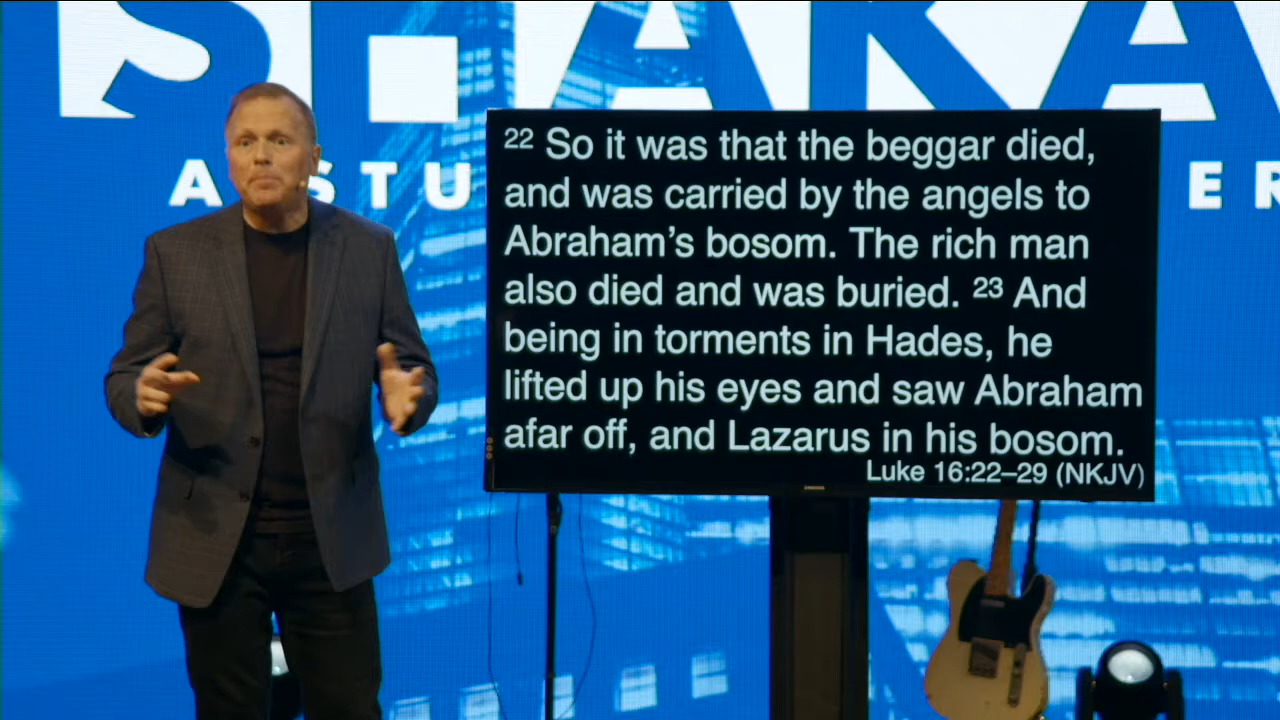 A STU
ER
22 So it was that the beggar died,
and was carried by the angels to
Abraham’s bosom. The rich man
also died and was buried. 23 And
being in torments in Hades, he
lifted up his eyes and saw Abraham
afar off, and Lazarus in his bosom.
Luke 16:22–29 (NKJV)